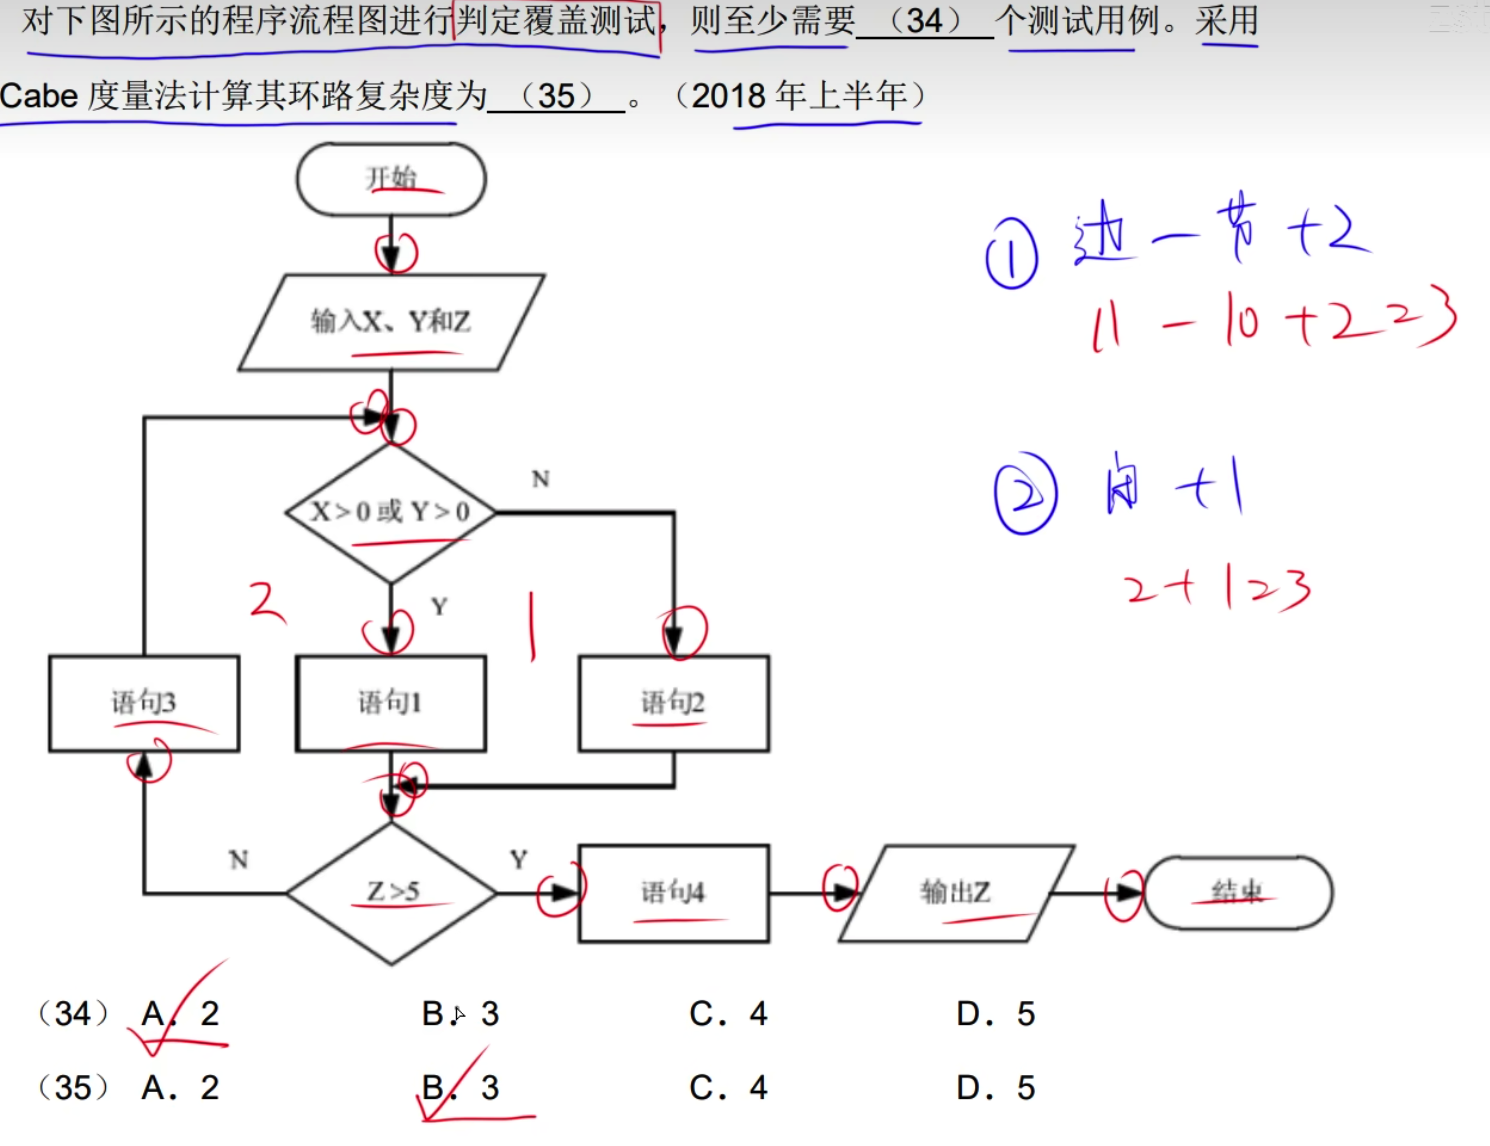 对下图所示的程序流程图进行判定覆盖测试，则至少需要（34）个测试用例。采用
Cabe 度量法计算其环路复杂度为（35）。（2018 年上半年）
开始
① 边一节+2
11-10+2=3
输入X、Y和Z
N
X>0 或 Y>0
② 闭+1
2+1=3
Y
2
1
语句3
语句1
语句2
N
Y
Z>5
语句4
输出Z
结束
（34） A. 2 B. 3 C. 4 D. 5
（35） A. 2 B. 3 C. 4 D. 5